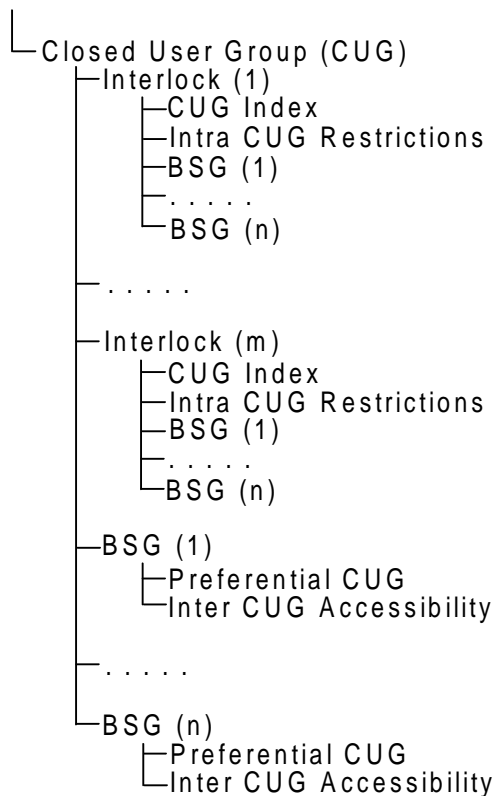 Closed User Group (CUG)
Interlock (1)
CUG Index
Intra CUG Restrictions
BSG (1)
. . . . .
BSG (n)
. . . . .
Interlock (m)
CUG Index
Intra CUG Restrictions
BSG (1)
. . . . .
BSG (n)
BSG (1)
Preferential CUG
Inter CUG Accessibility
. . . . .
BSG (n)
Preferential CUG
Inter CUG Accessibility